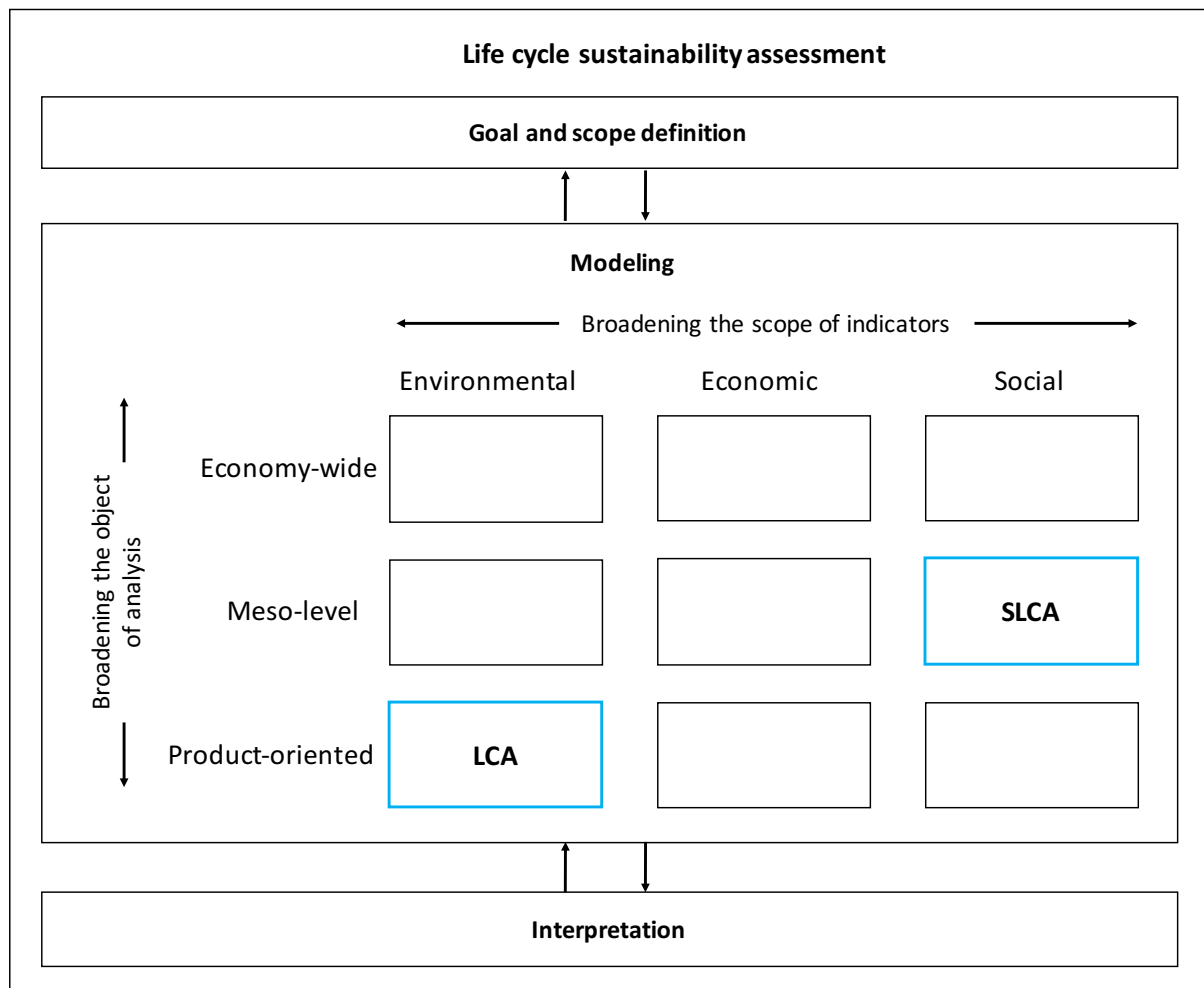 Life cycle sustainability assessment
Goal and scope definition
Modeling
Broadening the scope of indicators
Environmental
Economic
Social
Broadening the object
of analysis
Economy-wide
Meso-level
SLCA
Product-oriented
LCA
Interpretation